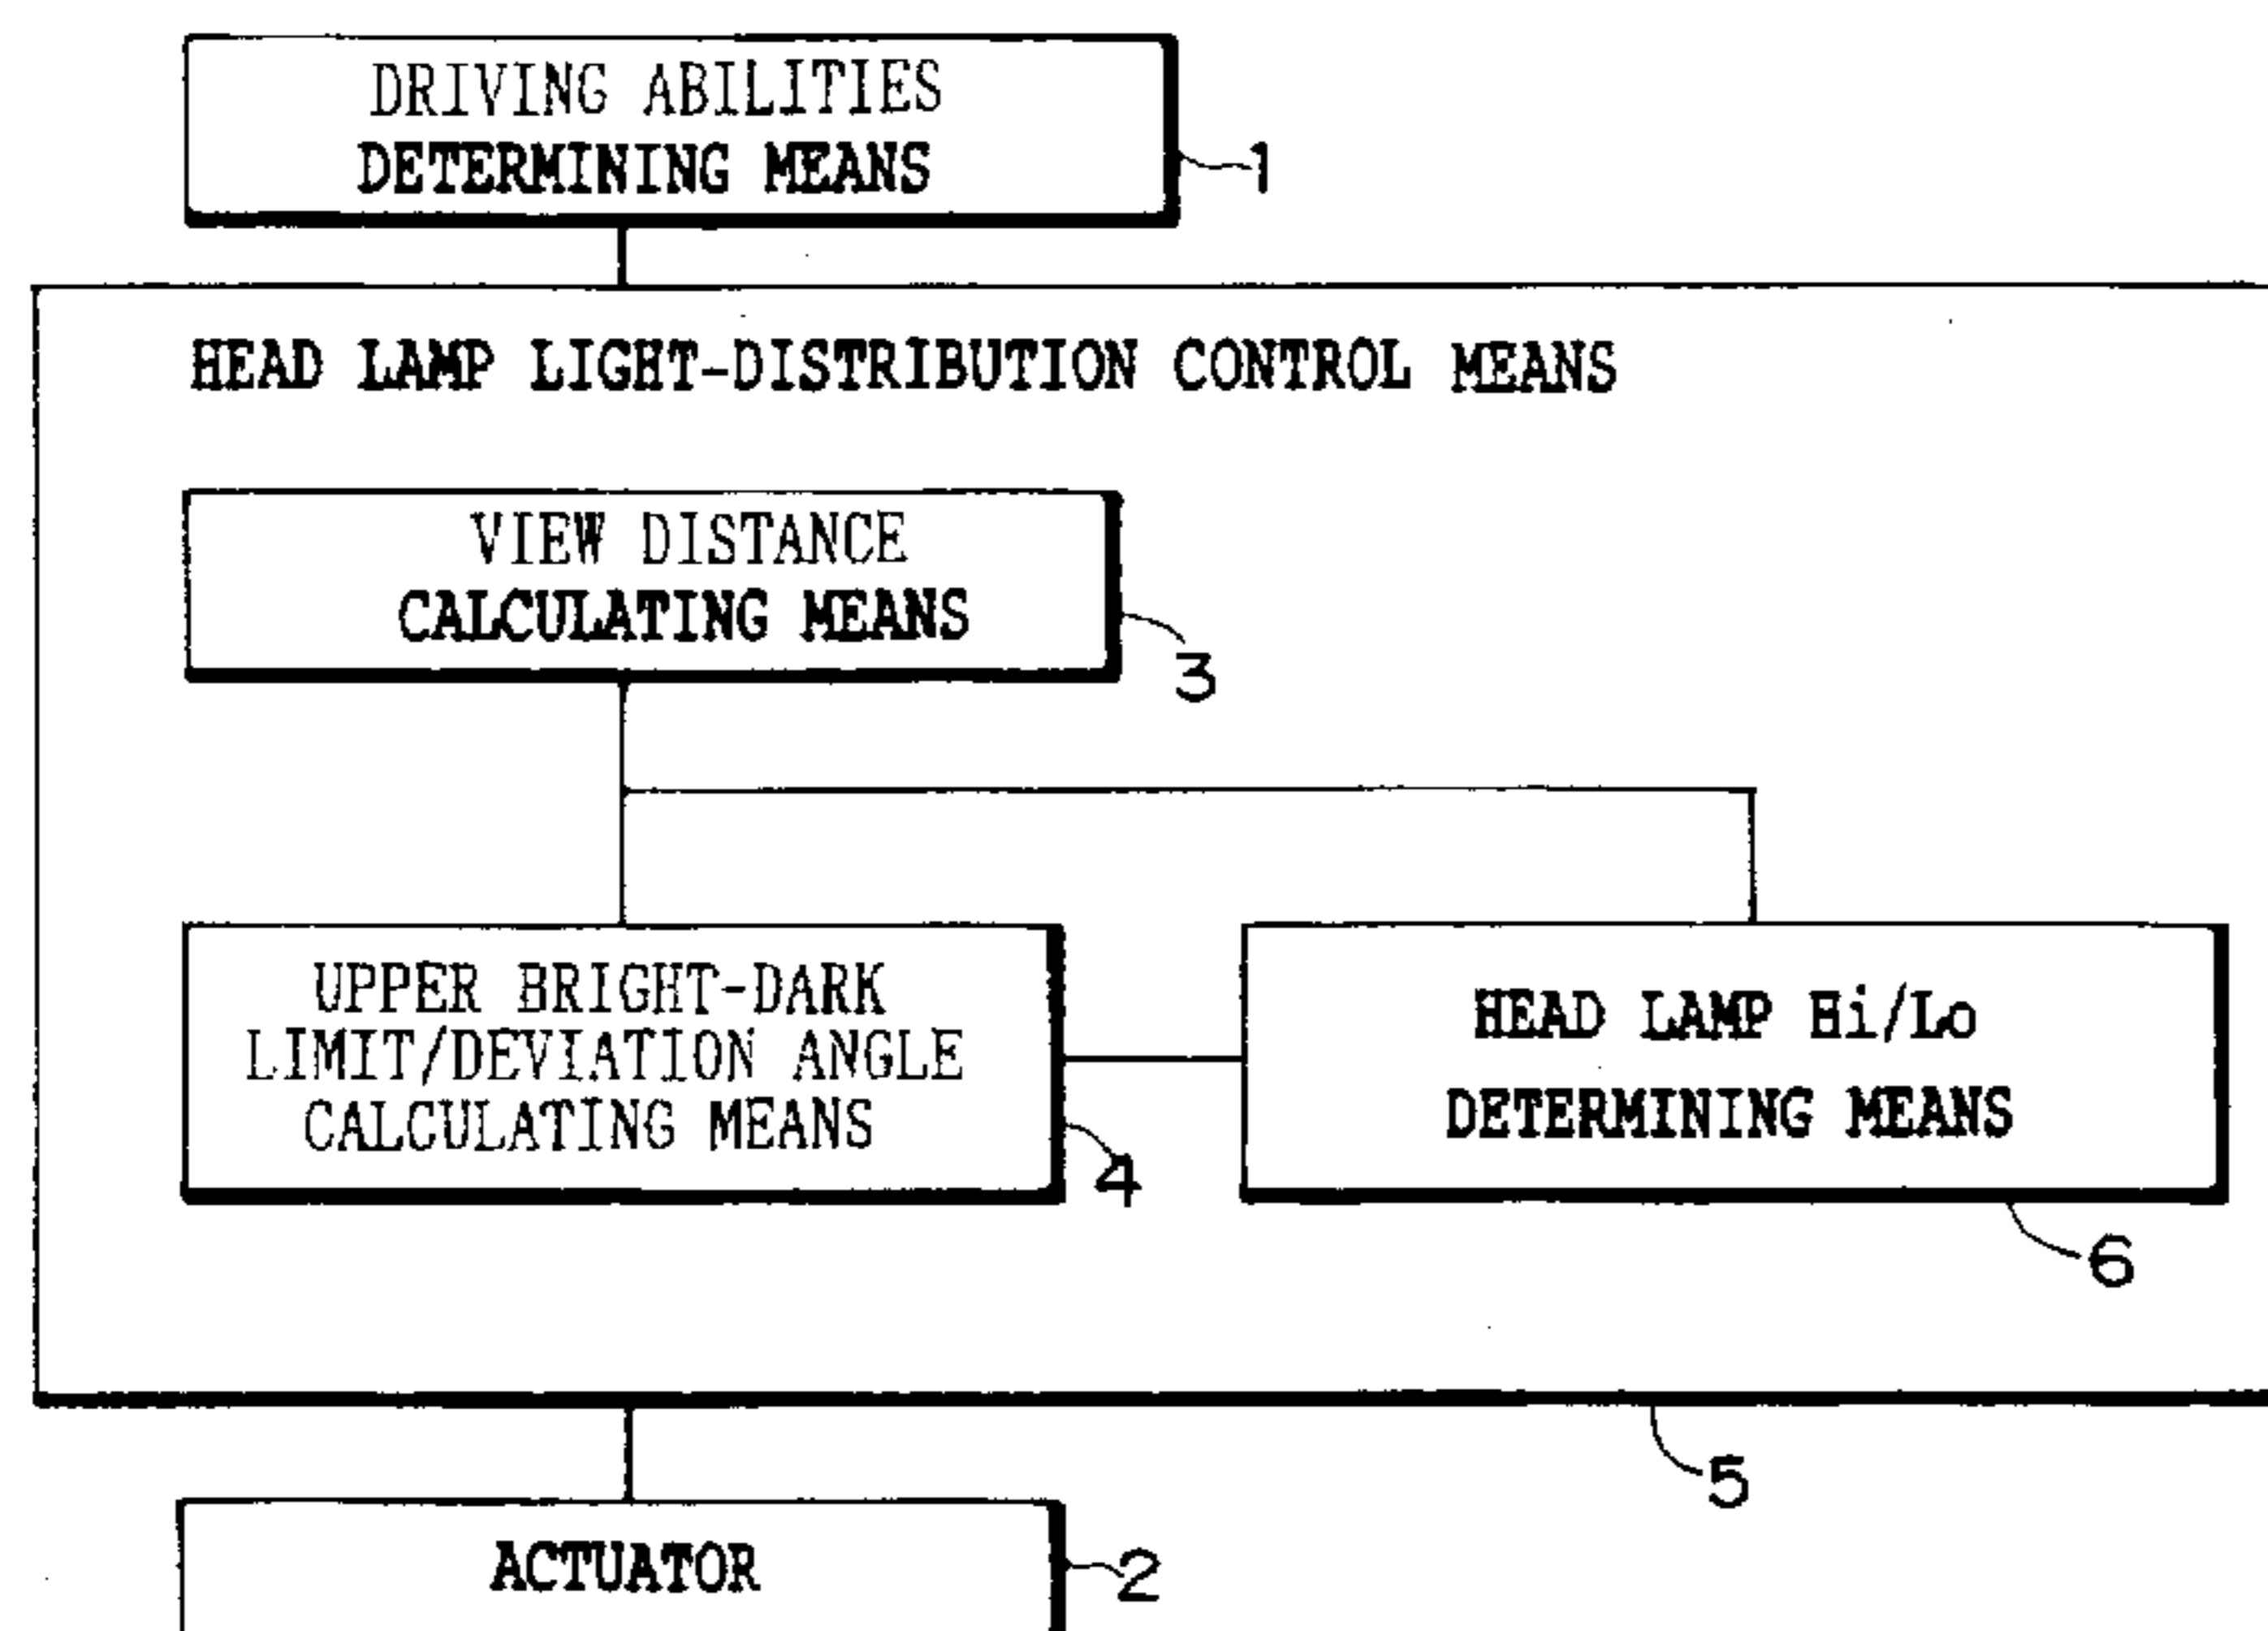 DRIVING ABILITIES
DETERMINING MEANS
1
HEAD LAMP LIGHT-DISTRIBUTION CONTROL MEANS
VIEW DISTANCE
CALCULATING MEANS
3
UPPER BRIGHT-DARK
LIMIT/DEVIATION ANGLE
CALCULATING MEANS
4
HEAD LAMP Hi/Lo
DETERMINING MEANS
6
5
ACTUATOR
2